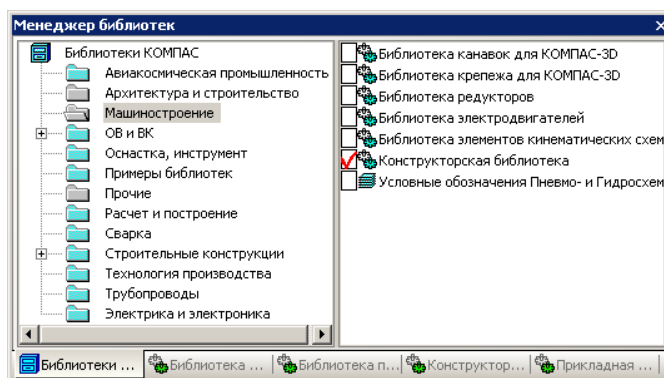 Менеджер библиотек
Библиотеки КОМПАС
Авиакосмическая промышленность
Архитектура и строительство
Машиностроение
ОВ и ВК
Оснастка, инструмент
Примеры библиотек
Прочие
Расчет и построение
Сварка
Строительные конструкции
Технология производства
Трубопроводы
Электрика и электроника
Библиотека канавок для КОМПАС-3D
Библиотека крепежа для КОМПАС-3D
Библиотека редукторов
Библиотека электродвигателей
Библиотека элементов кинематических схем
Конструкторская библиотека
Условные обозначения Пневмо- и Гидросхем
Библиотеки ...
Библиотека ...
Библиотека п...
Конструктор...
Прикладная ...